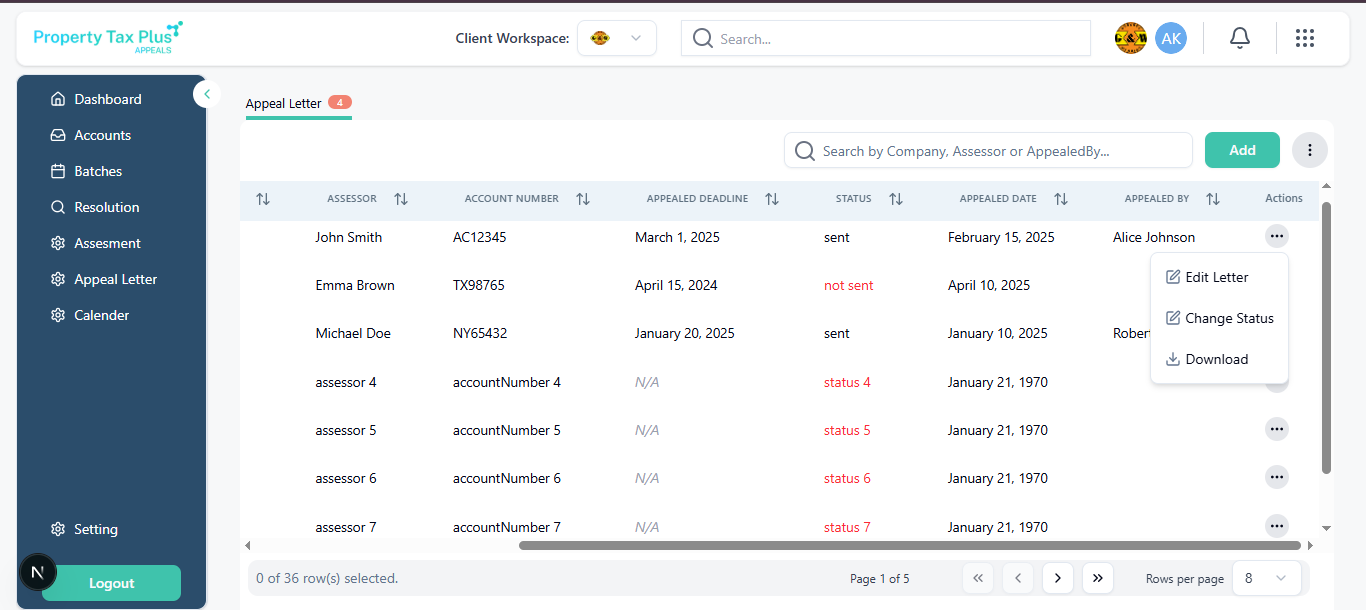 Property Tax Plus
APPEALS
Client Workspace:
Search...
AK
Dashboard
Accounts
Batches
Resolution
Assesment
Appeal Letter
Calender
Setting
N
Logout
Appeal Letter 4
Search by Company, Assessor or AppealedBy...
Add
ASSESSOR ACCOUNT NUMBER APPEALED DEADLINE STATUS APPEALED DATE APPEALED BY Actions
John Smith AC12345 March 1, 2025 sent February 15, 2025 Alice Johnson
Emma Brown TX98765 April 15, 2024 not sent April 10, 2025
Michael Doe NY65432 January 20, 2025 sent January 10, 2025 Robert
assessor 4 accountNumber 4 N/A status 4 January 21, 1970
assessor 5 accountNumber 5 N/A status 5 January 21, 1970
assessor 6 accountNumber 6 N/A status 6 January 21, 1970
assessor 7 accountNumber 7 N/A status 7 January 21, 1970
Edit Letter
Change Status
Download
0 of 36 row(s) selected.
Page 1 of 5
Rows per page 8